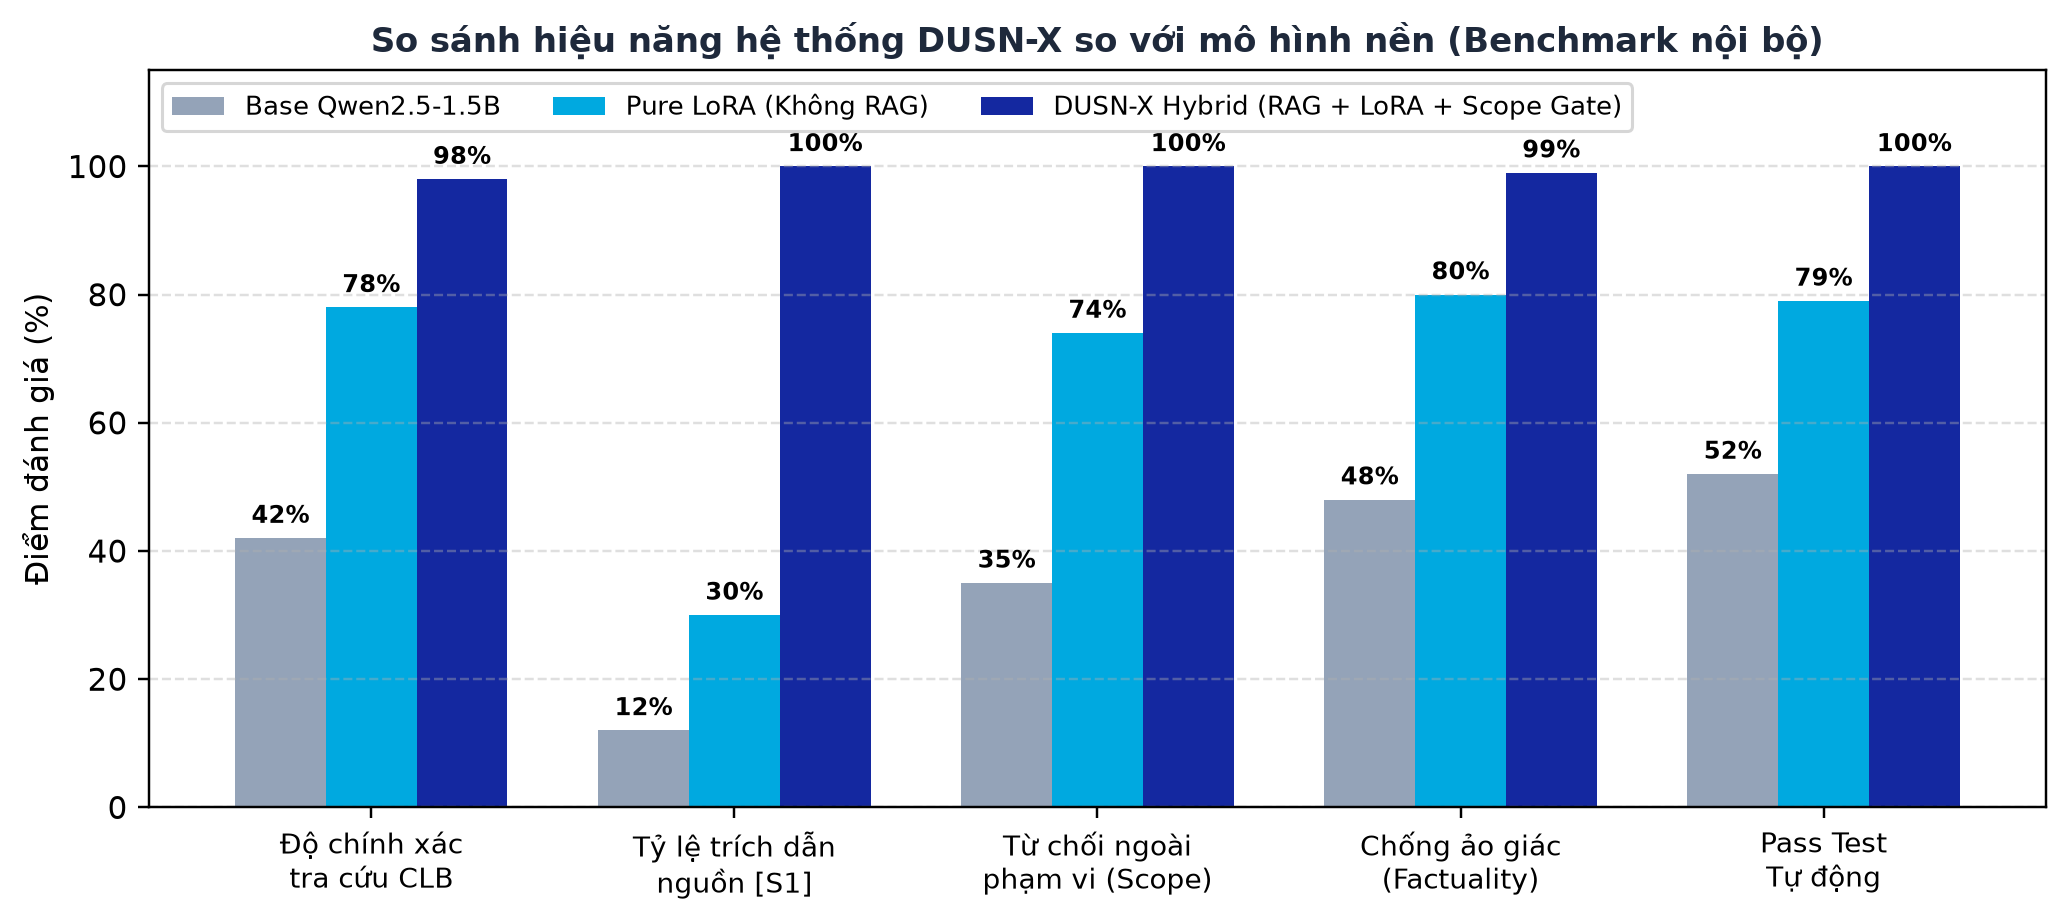 So sánh hiệu năng hệ thống DUSN-X so với mô hình nền (Benchmark nội bộ)
Base Qwen2.5-1.5B
Pure LoRA (Không RAG)
DUSN-X Hybrid (RAG + LoRA + Scope Gate)
Điểm đánh giá (%)
100
80
60
40
20
0
42%
78%
98%
12%
30%
100%
35%
74%
100%
48%
80%
99%
52%
79%
100%
Độ chính xác
tra cứu CLB
Tỷ lệ trích dẫn
nguồn [S1]
Từ chối ngoài
phạm vi (Scope)
Chống ảo giác
(Factuality)
Pass Test
Tự động